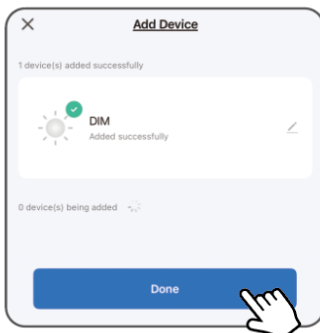 Add Device
1 device(s) added successfully
DIM
Added successfully
0 device(s) being added
Done